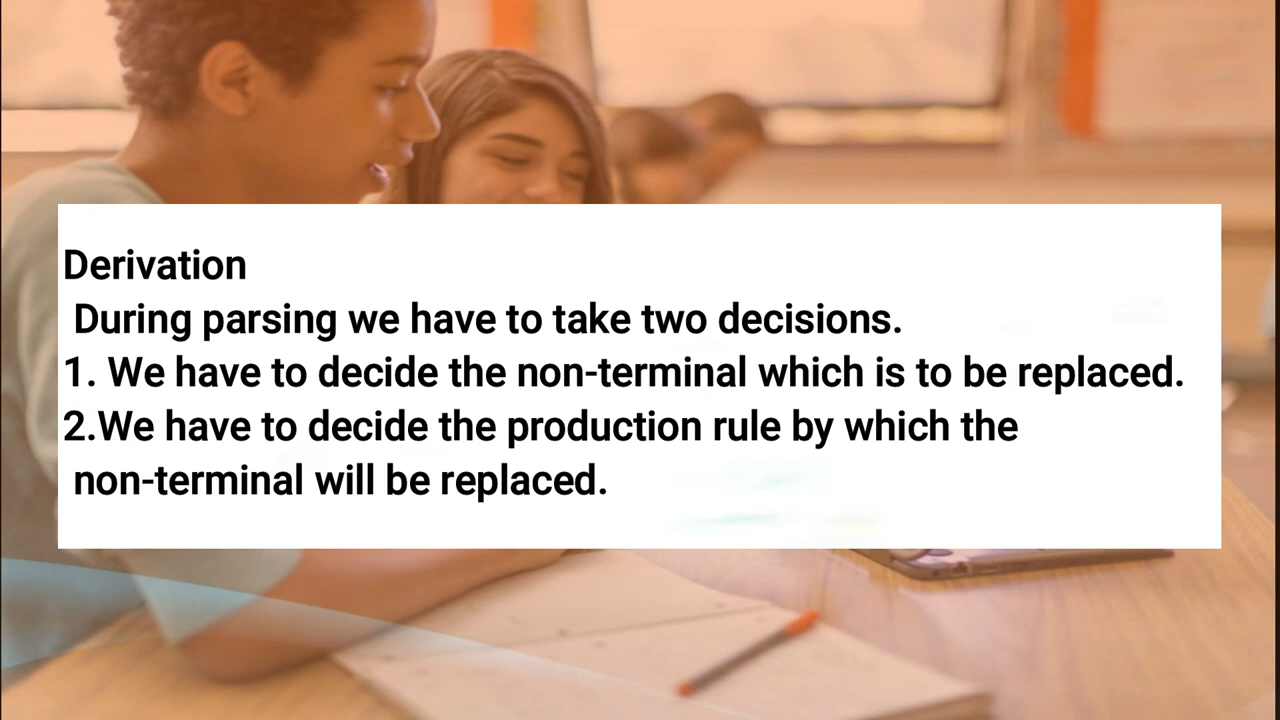 Derivation
During parsing we have to take two decisions.
1. We have to decide the non-terminal which is to be replaced.
2.We have to decide the production rule by which the
non-terminal will be replaced.